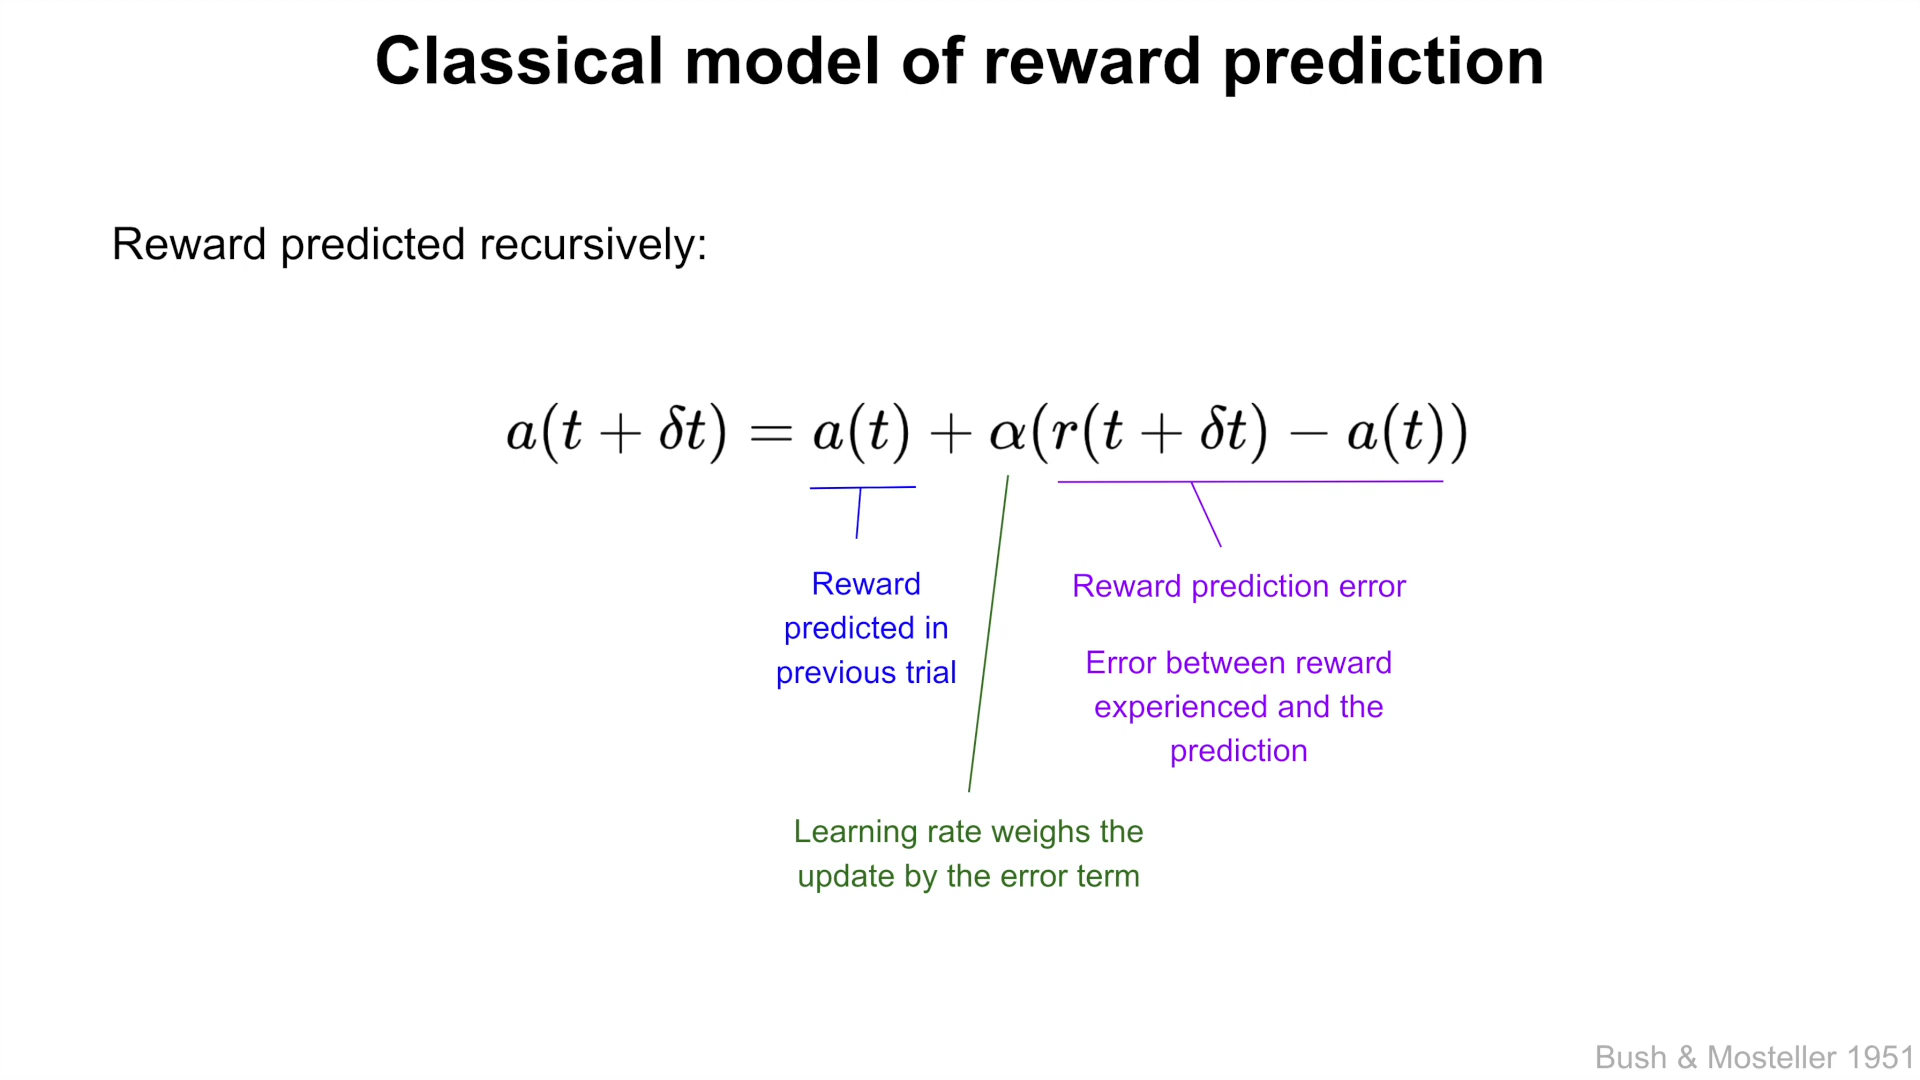 Classical model of reward prediction
Reward predicted recursively:
a(t + δt) = a(t) + α(r(t + δt) − a(t))
Reward
predicted in
previous trial
Reward prediction error
Error between reward
experienced and the
prediction
Learning rate weighs the
update by the error term
Bush & Mosteller 1951